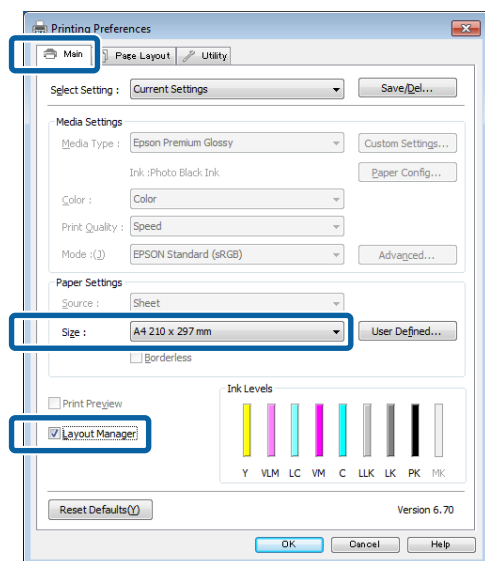 Printing Preferences
Main Page Layout Utility
Select Setting : Current Settings Save/Del...
Media Settings
Media Type : Epson Premium Glossy Custom Settings...
Ink :Photo Black Ink Paper Config...
Color : Color
Print Quality : Speed
Mode :(J) EPSON Standard (sRGB) Advanced...
Paper Settings
Source : Sheet
Size : A4 210 x 297 mm User Defined...
Borderless
Ink Levels
Print Preview
Layout Manager
Y VLM LC VM C LLK LK PK MK
Reset Defaults(Y) Version 6.70
OK Cancel Help